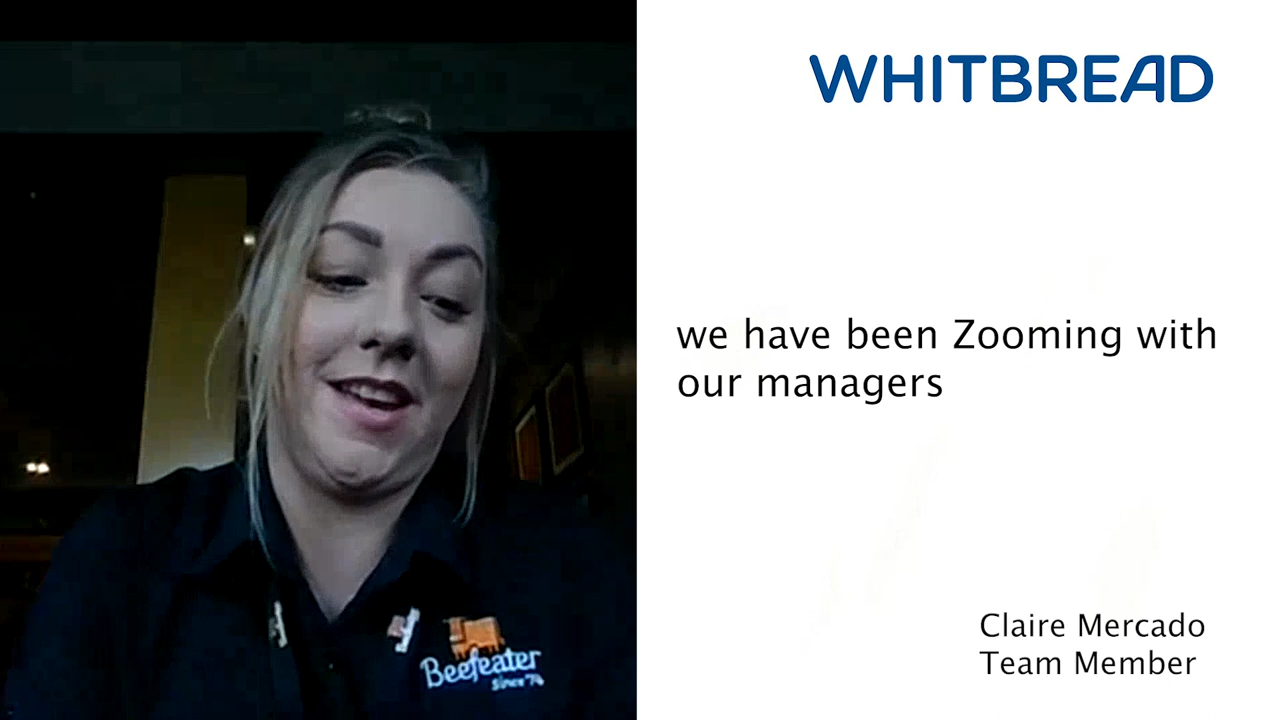 WHITBREAD
we have been Zooming with
our managers
Claire Mercado
Team Member
Beefeater
Since '74